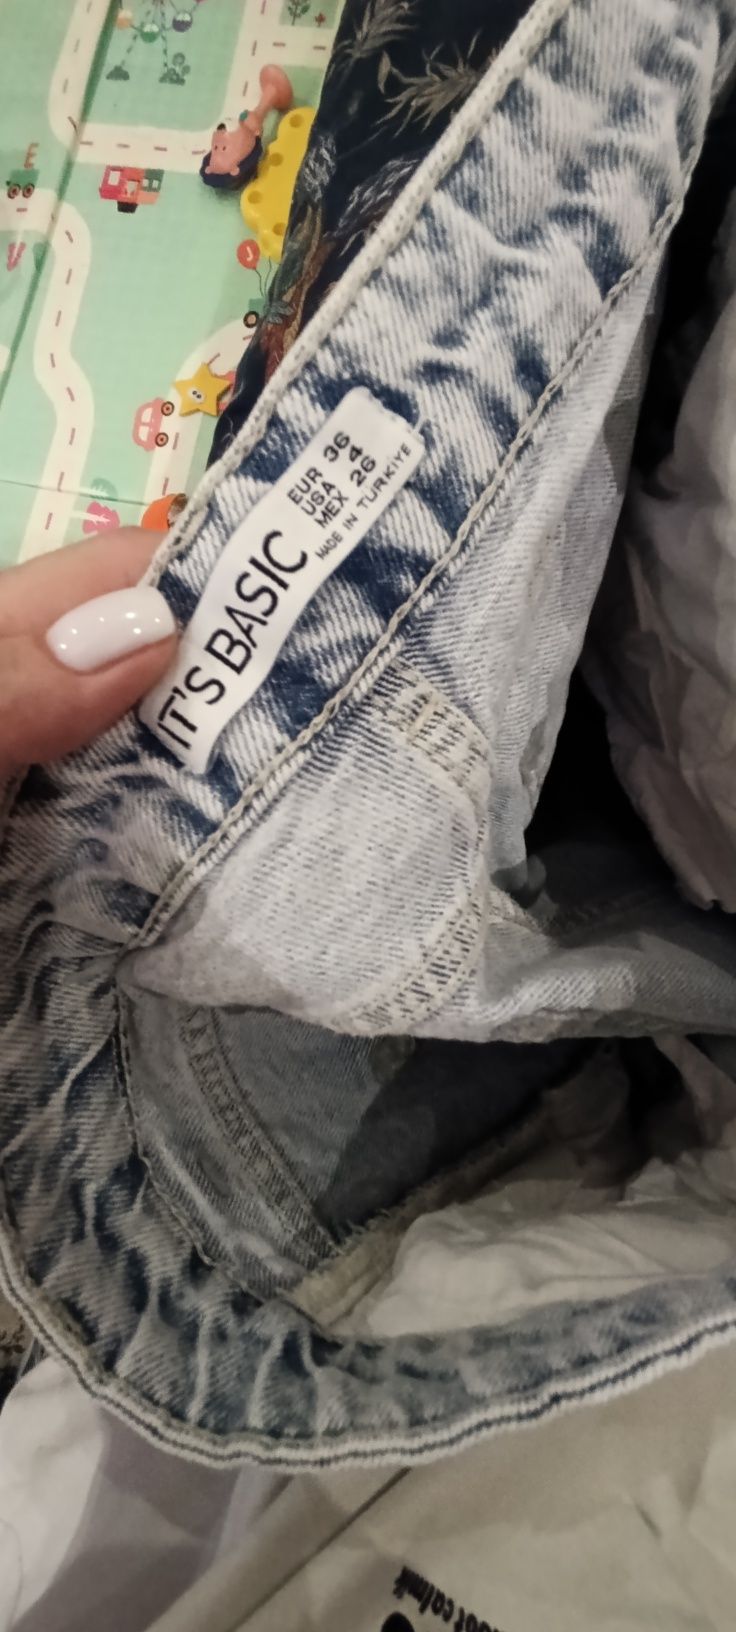 IT'S BASIC
EUR 36
USA 4
MEX 26
MADE IN TURKIYE
E
V
J